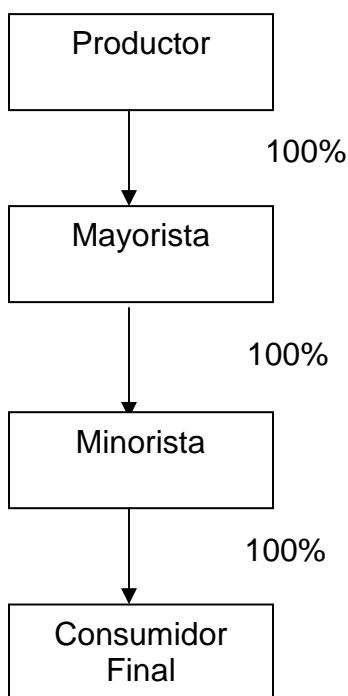 Productor
100%
Mayorista
100%
Minorista
100%
Consumidor
Final